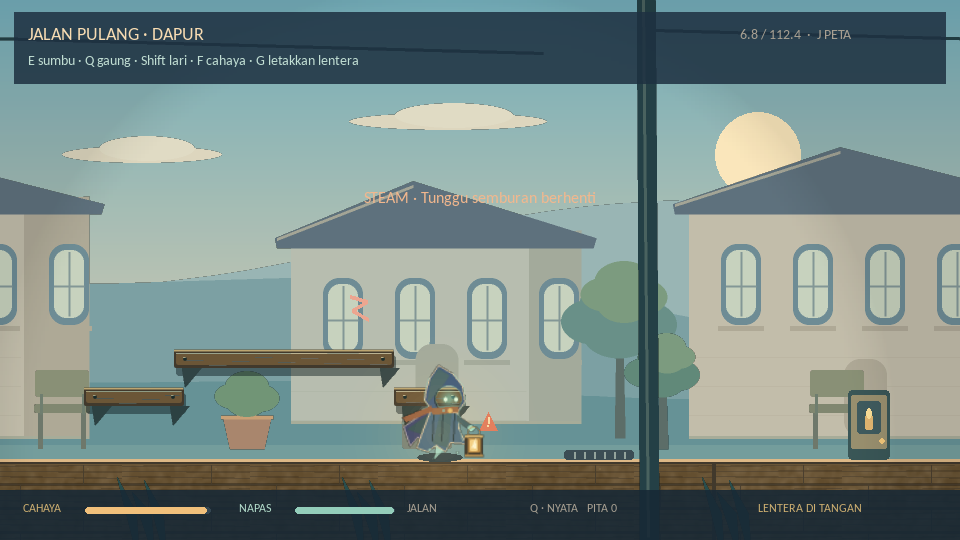 JALAN PULANG · DAPUR
6.8 / 112.4 · J PETA
E sumbu · Q gaung · Shift lari · F cahaya · G letakkan lentera
STEAM · Tunggu semburan berhenti
!
CAHAYA NAPAS JALAN Q · NYATA PITA 0 LENTERA DI TANGAN